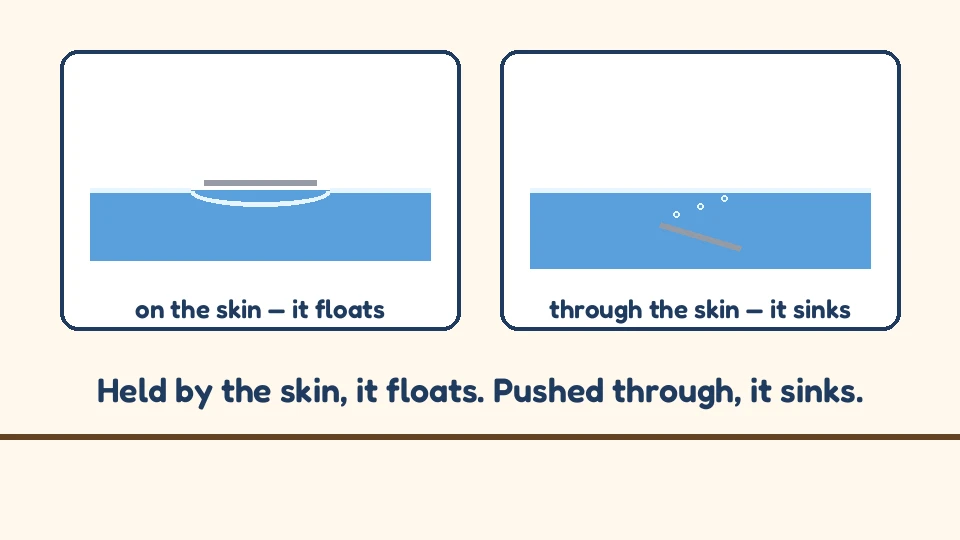 on the skin — it floats
through the skin — it sinks
Held by the skin, it floats. Pushed through, it sinks.